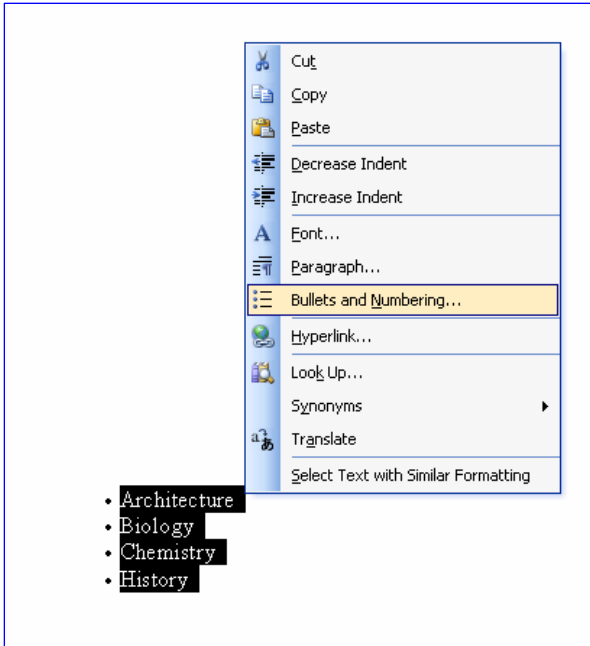 Cut
Copy
Paste
Decrease Indent
Increase Indent
Font...
Paragraph...
Bullets and Numbering...
Hyperlink...
Look Up...
Synonyms
Translate
Select Text with Similar Formatting
• Architecture
• Biology
• Chemistry
• History